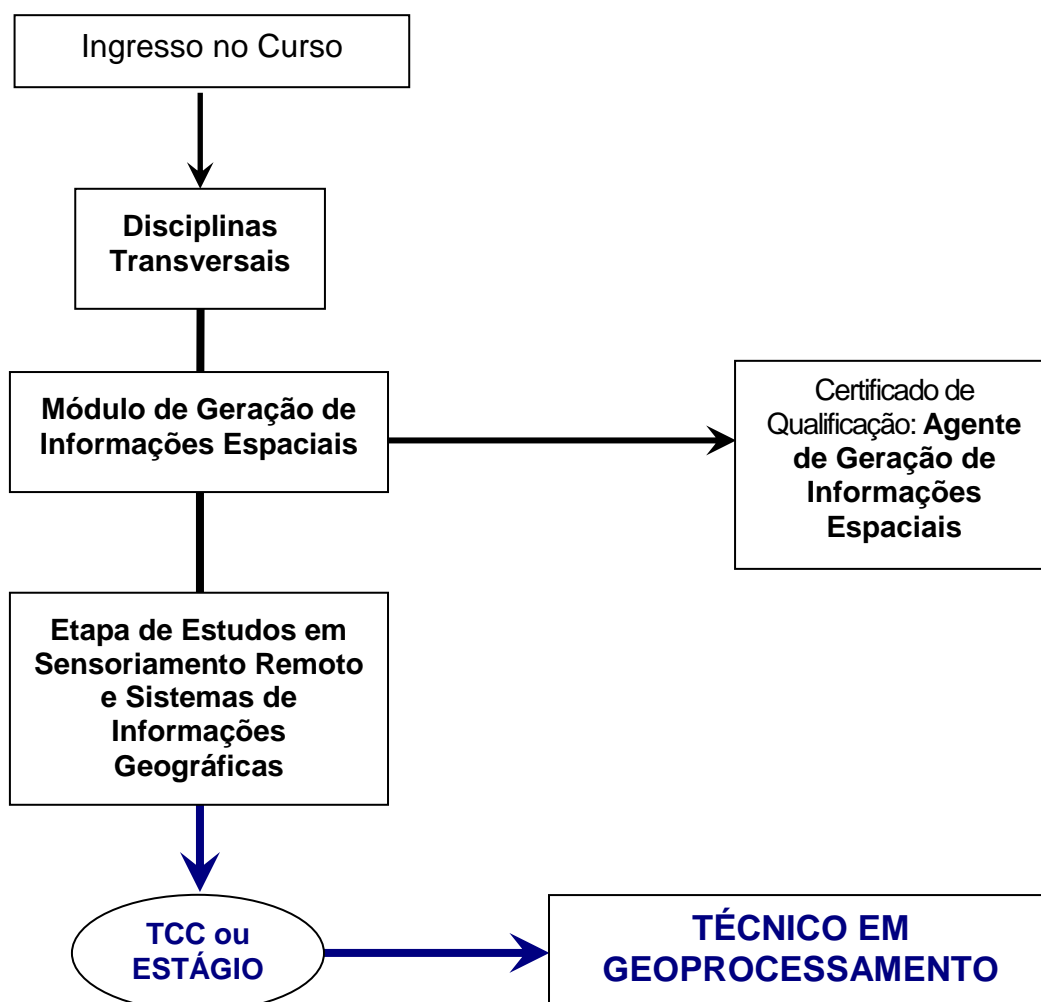 Ingresso no Curso
Disciplinas
Transversais
Módulo de Geração de
Informações Espaciais
Certificado de
Qualificação: Agente
de Geração de
Informações
Espaciais
Etapa de Estudos em
Sensoriamento Remoto
e Sistemas de
Informações
Geográficas
TCC ou
ESTÁGIO
TÉCNICO EM
GEOPROCESSAMENTO